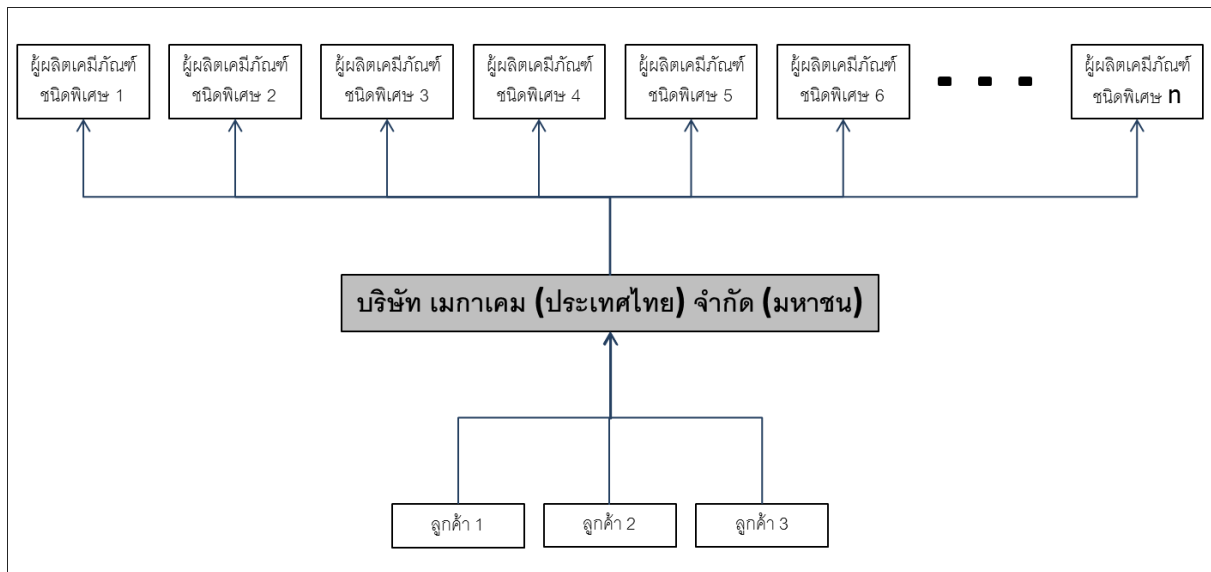 ผู้ผลิตเคมีภัณฑ์
ชนิดพิเศษ 1
ผู้ผลิตเคมีภัณฑ์
ชนิดพิเศษ 2
ผู้ผลิตเคมีภัณฑ์
ชนิดพิเศษ 3
ผู้ผลิตเคมีภัณฑ์
ชนิดพิเศษ 4
ผู้ผลิตเคมีภัณฑ์
ชนิดพิเศษ 5
ผู้ผลิตเคมีภัณฑ์
ชนิดพิเศษ 6
- - -
ผู้ผลิตเคมีภัณฑ์
ชนิดพิเศษ n
บริษัท เมกาเคม (ประเทศไทย) จำกัด (มหาชน)
ลูกค้า 1
ลูกค้า 2
ลูกค้า 3